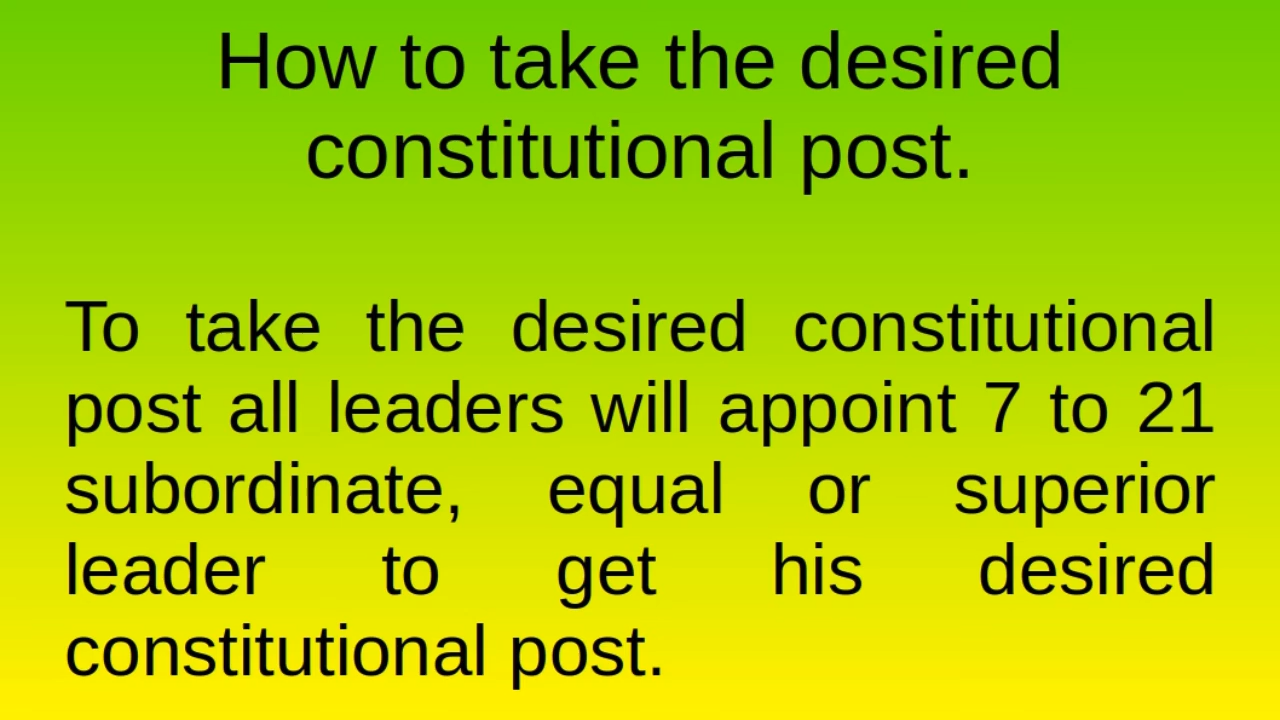 How to take the desired
constitutional post.
To take the desired constitutional
post all leaders will appoint 7 to 21
subordinate, equal or superior
leader to get his desired
constitutional post.